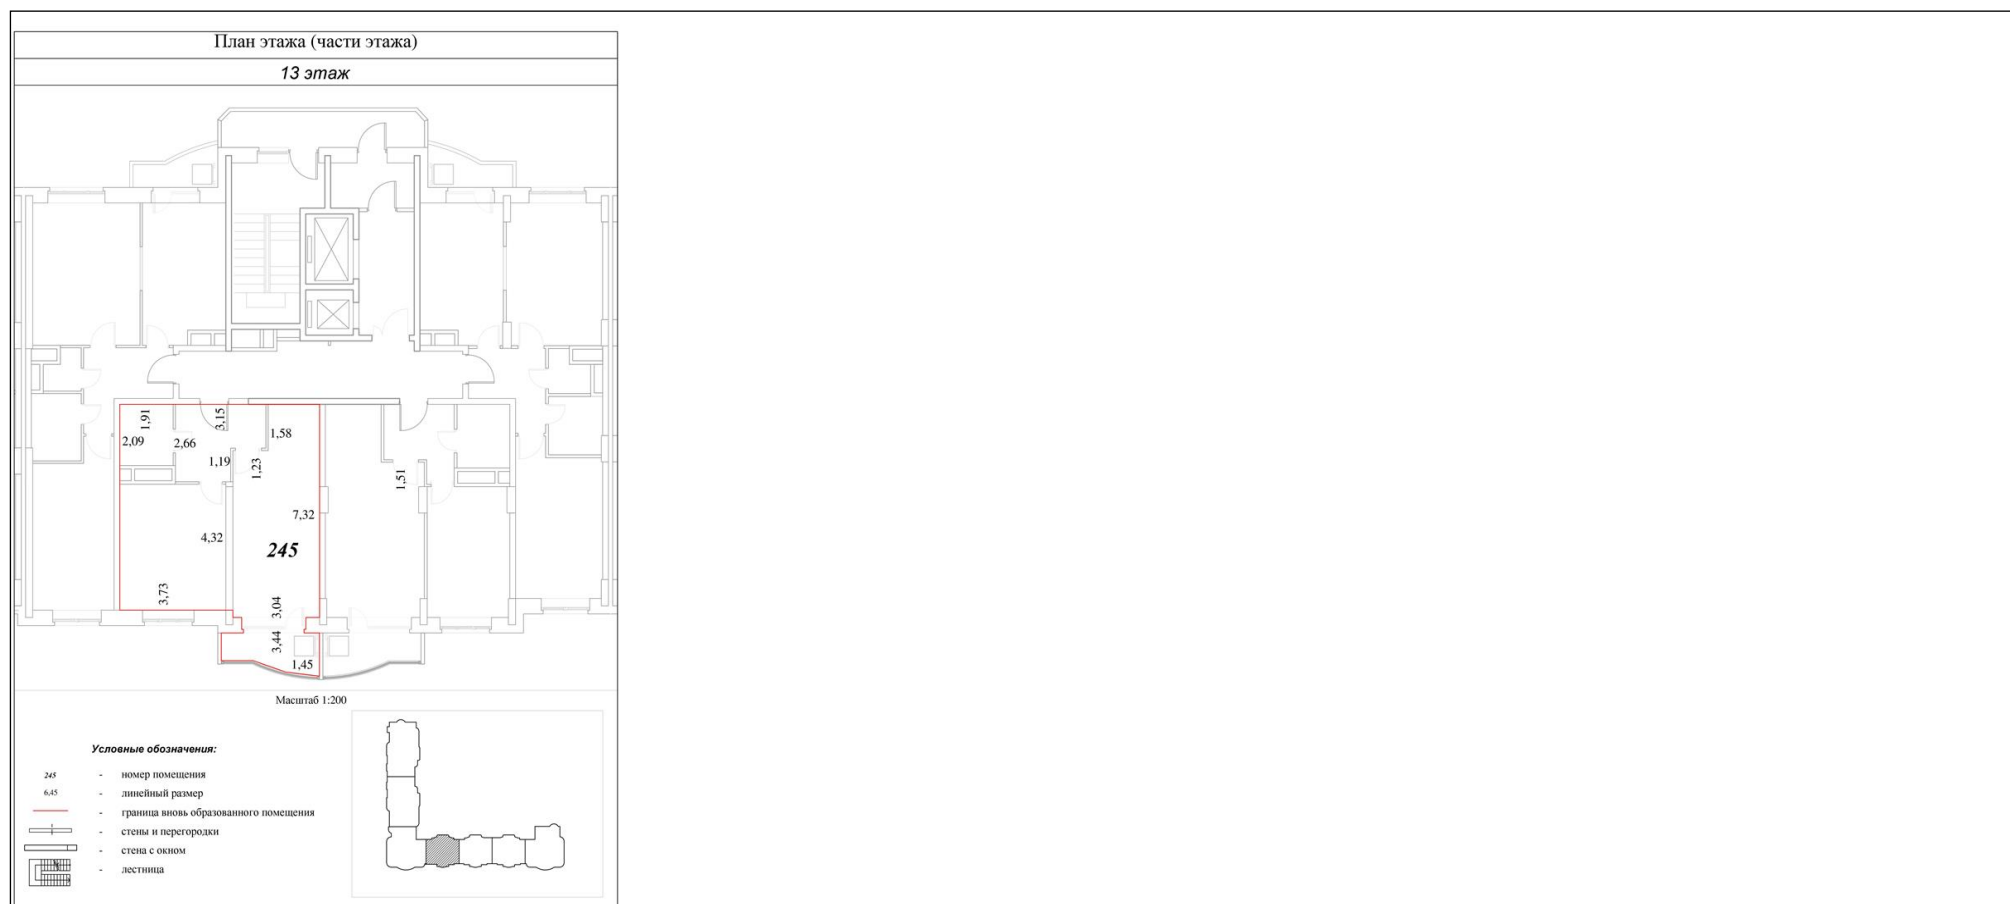 План этажа (части этажа)
13 этаж
1,91
3,15
2,09
2,66
1,58
1,19
1,23
1,51
7,32
4,32
245
3,73
3,04
3,44
1,45
Масштаб 1:200
Условные обозначения:
245 - номер помещения
6,45 - линейный размер
- граница вновь образованного помещения
- стены и перегородки
- стена с окном
- лестница